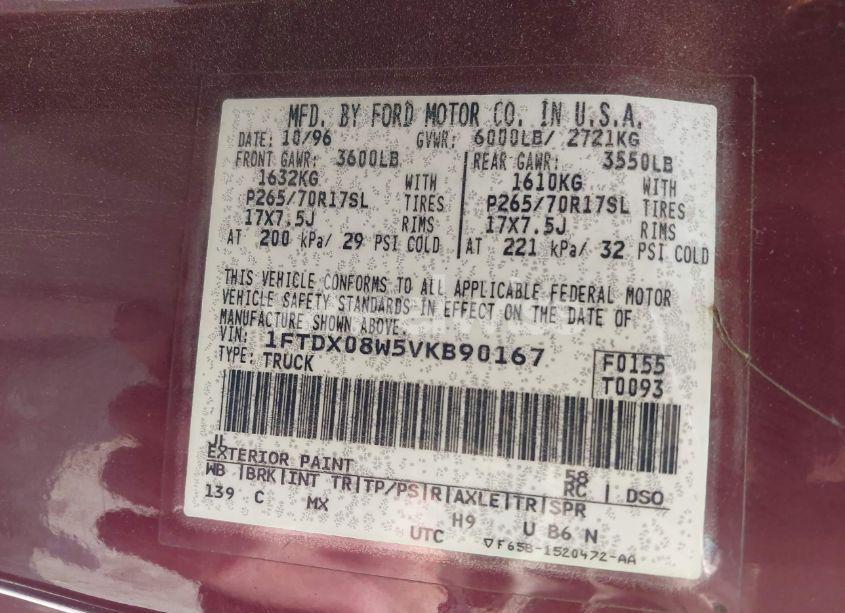 MFD. BY FORD MOTOR CO. IN U.S.A.
DATE: 10/96 GVWR: 6000LB/ 2721KG
FRONT GAWR: 3600LB REAR GAWR: 3550LB
1632KG WITH 1610KG WITH
P265/70R17SL TIRES P265/70R17SL TIRES
17X7.5J RIMS 17X7.5J RIMS
AT 200 kPa/ 29 PSI COLD AT 221 kPa/ 32 PSI COLD
THIS VEHICLE CONFORMS TO ALL APPLICABLE FEDERAL MOTOR
VEHICLE SAFETY STANDARDS IN EFFECT ON THE DATE OF
MANUFACTURE SHOWN ABOVE.
VIN: 1FTDX08W5VKB90167 F0155
TYPE: TRUCK T0093
JL
EXTERIOR PAINT 58
WB |BRK|INT TR|TP/PS|R|AXLE|TR|SPR RC | DSO
139 C MX H9 U B6 N
UTC ▽F65B-1520472-AA